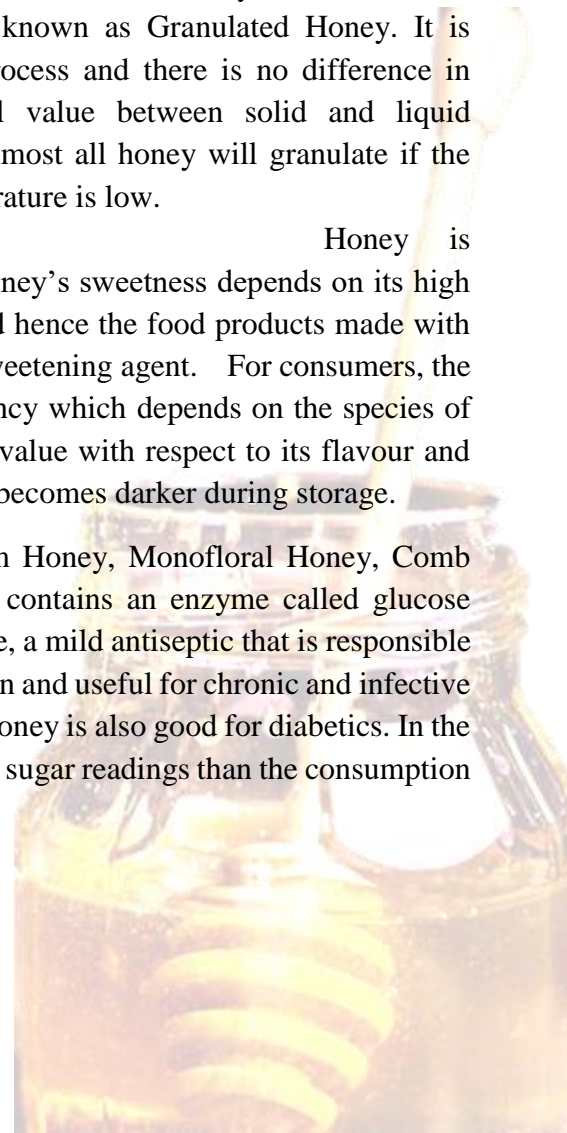 known as Granulated Honey. It is
rocess and there is no difference in
l value between solid and liquid
most all honey will granulate if the
rature is low.
Honey is
ney's sweetness depends on its high
d hence the food products made with
weetening agent. For consumers, the
ncy which depends on the species of
value with respect to its flavour and
becomes darker during storage.
n Honey, Monofloral Honey, Comb
contains an enzyme called glucose
e, a mild antiseptic that is responsible
n and useful for chronic and infective
oney is also good for diabetics. In the
sugar readings than the consumption